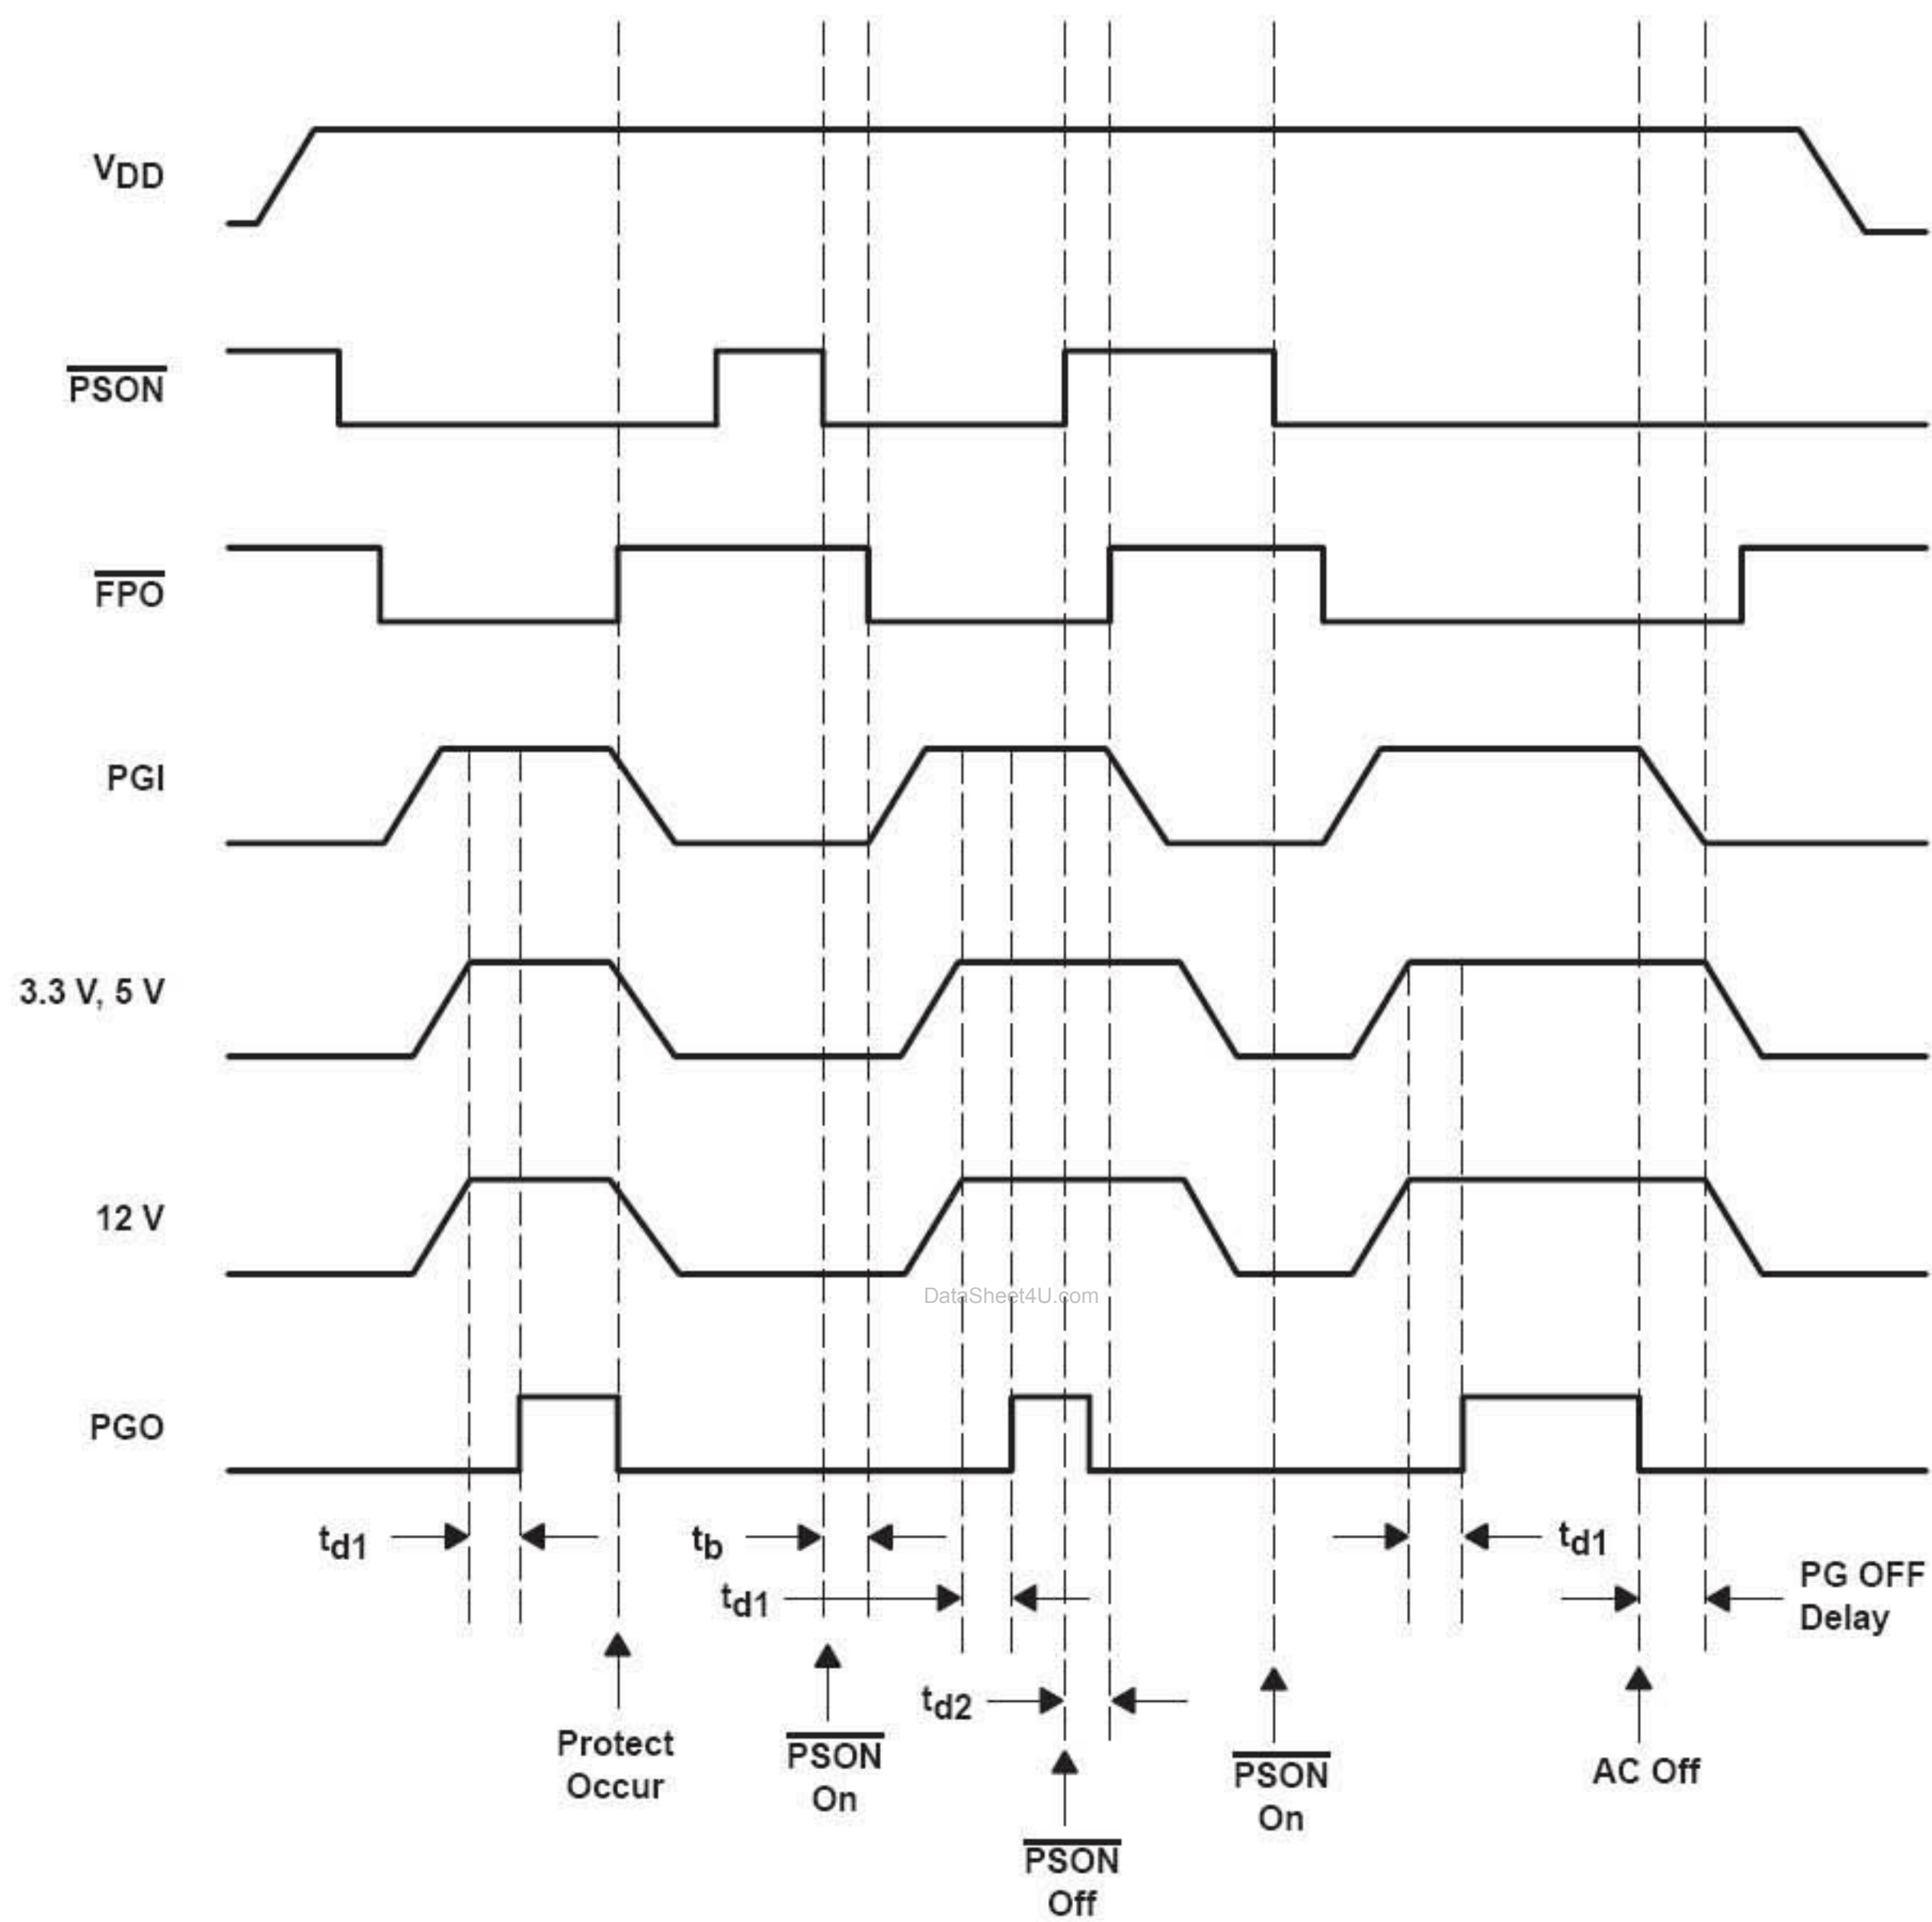 VDD
PSON
FPO
PGI
3.3 V, 5 V
12 V
DataSheet4U.com
PGO
td1
tb
td1
td1
PG OFF
Delay
td2
Protect
Occur
PSON
On
PSON
Off
PSON
On
AC Off